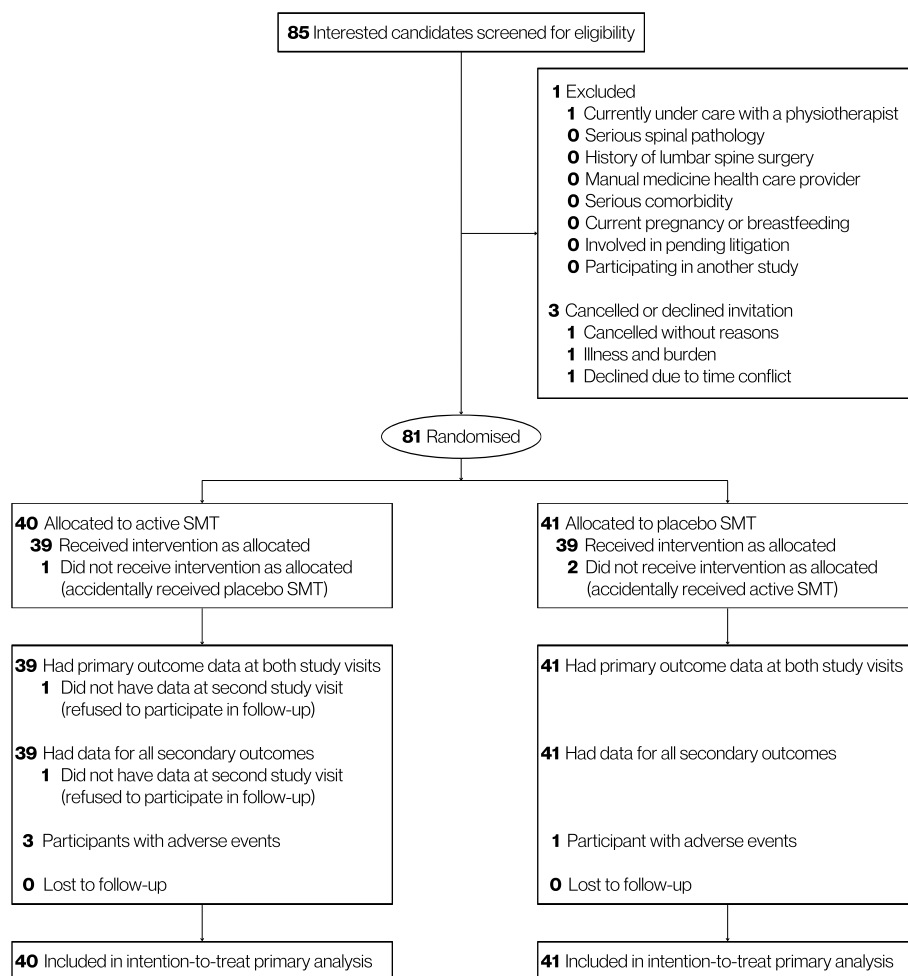 85 Interested candidates screened for eligibility
1 Excluded
1 Currently under care with a physiotherapist
0 Serious spinal pathology
0 History of lumbar spine surgery
0 Manual medicine health care provider
0 Serious comorbidity
0 Current pregnancy or breastfeeding
0 Involved in pending litigation
0 Participating in another study
3 Cancelled or declined invitation
1 Cancelled without reasons
1 Illness and burden
1 Declined due to time conflict
81 Randomised
40 Allocated to active SMT
39 Received intervention as allocated
1 Did not receive intervention as allocated
(accidentally received placebo SMT)
41 Allocated to placebo SMT
39 Received intervention as allocated
2 Did not receive intervention as allocated
(accidentally received active SMT)
39 Had primary outcome data at both study visits
1 Did not have data at second study visit
(refused to participate in follow-up)
39 Had data for all secondary outcomes
1 Did not have data at second study visit
(refused to participate in follow-up)
3 Participants with adverse events
0 Lost to follow-up
41 Had primary outcome data at both study visits
41 Had data for all secondary outcomes
1 Participant with adverse events
0 Lost to follow-up
40 Included in intention-to-treat primary analysis
41 Included in intention-to-treat primary analysis